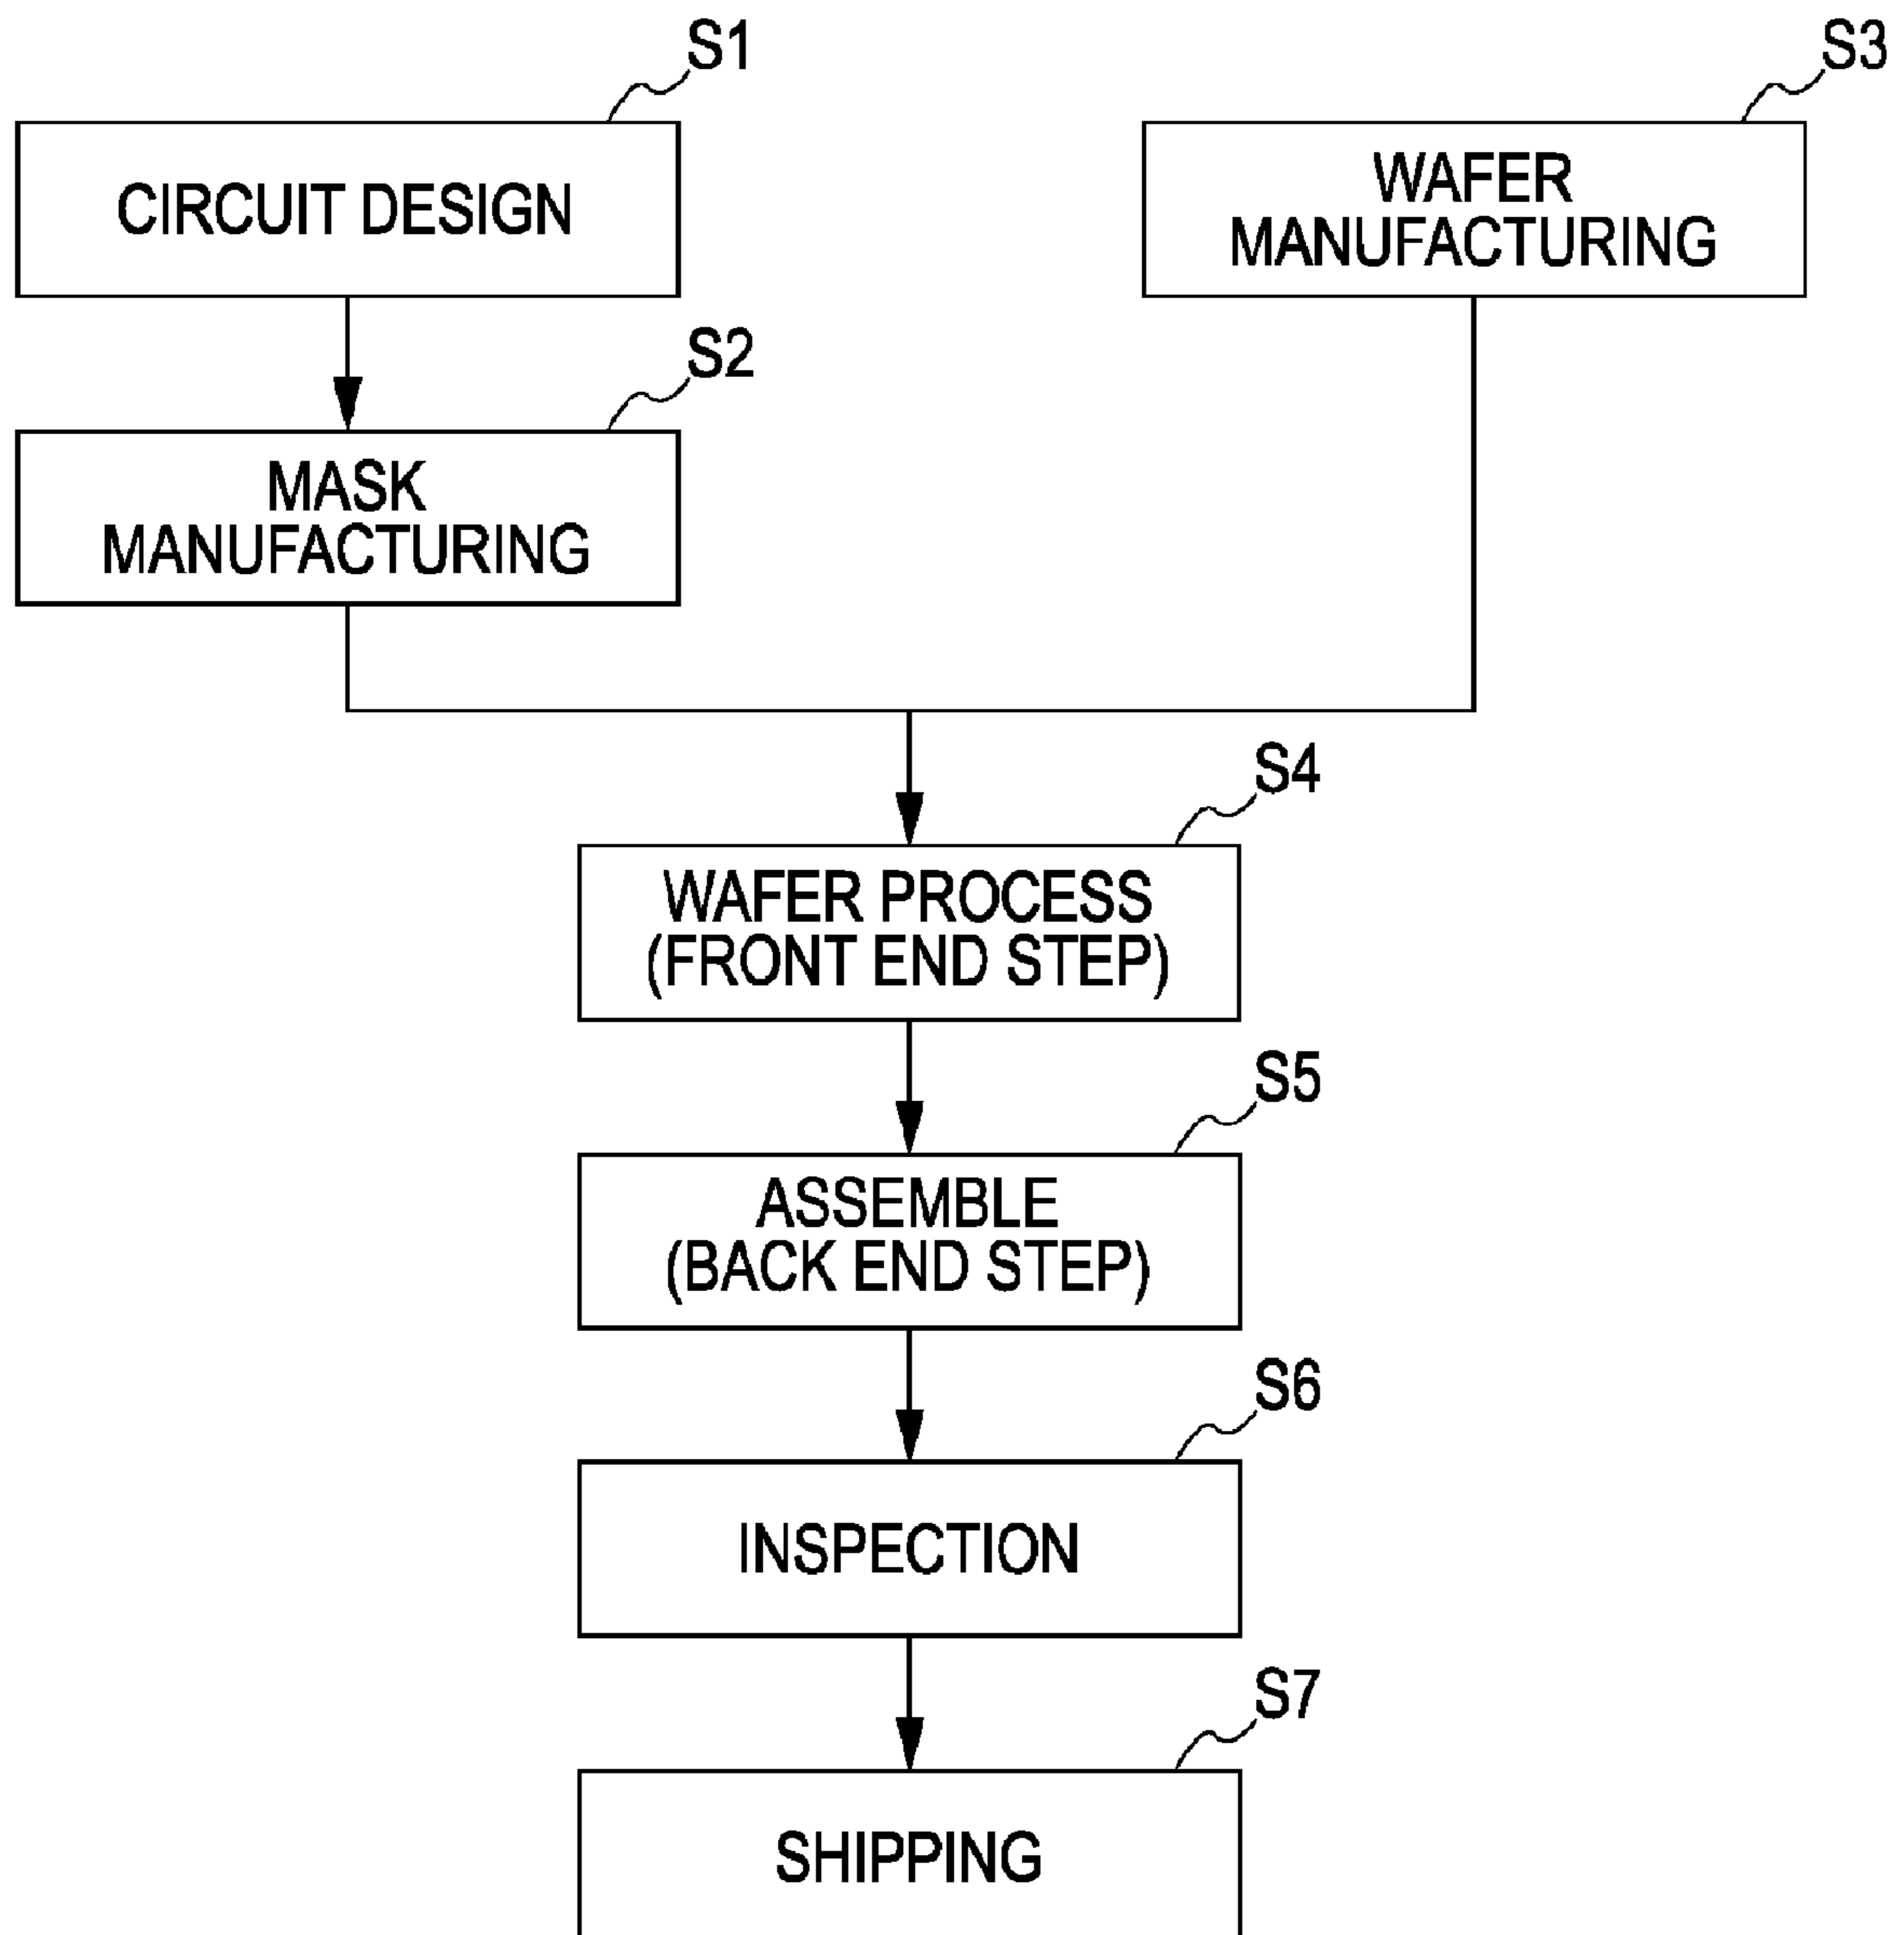 S1
CIRCUIT DESIGN
S3
WAFER
MANUFACTURING
S2
MASK
MANUFACTURING
S4
WAFER PROCESS
(FRONT END STEP)
S5
ASSEMBLE
(BACK END STEP)
S6
INSPECTION
S7
SHIPPING